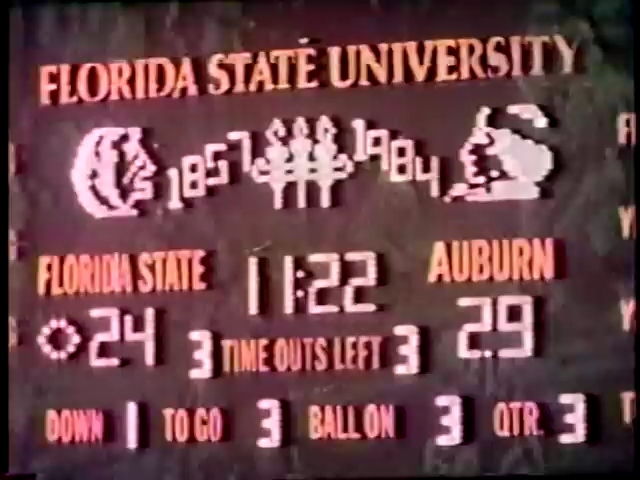 FLORIDA STATE UNIVERSITY
1857 1984
FLORIDA STATE 11:22 AUBURN
24 29
3 TIME OUTS LEFT 3
DOWN 1 TO GO 3 BALL ON 3 QTR. 3